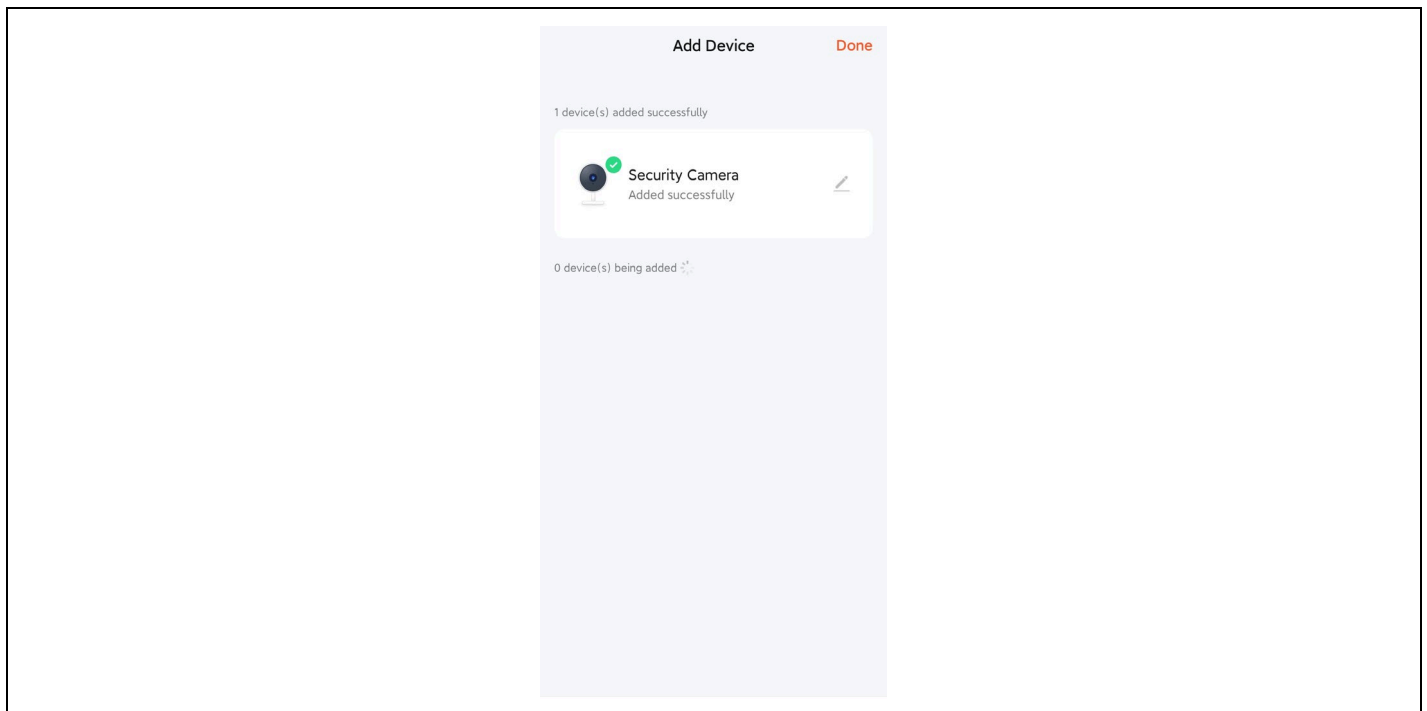 Add Device
Done
1 device(s) added successfully
Security Camera
Added successfully
0 device(s) being added